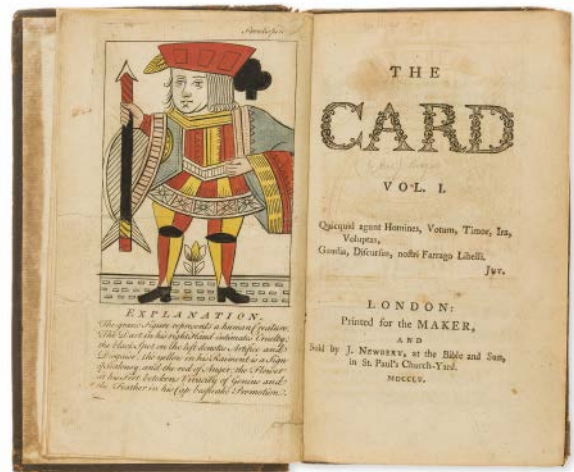 Frontispiece
EXPLANATION.
The grave Figure represents a human Creature.
The Dart in his right Hand intimates Cruelty;
the black Spot on the left denotes Artifice and
Disguise; the yellow in his Raiment is a Sign
of Jealousy, and the red of Anger; the Flower
at his Feet betokens Vivacity of Genius and
the Feather in his Cap bespeaks Promotion.
THE
CARD
VOL. I.
Quicquid agunt Homines, Votum, Timor, Ira,
Voluptas,
Gaudia, Discursus, nostri Farrago Libelli.
JUV.
LONDON:
Printed for the MAKER,
AND
Sold by J. NEWBERY, at the Bible and Sun,
in St. Paul's Church-Yard.
MDCCLV.